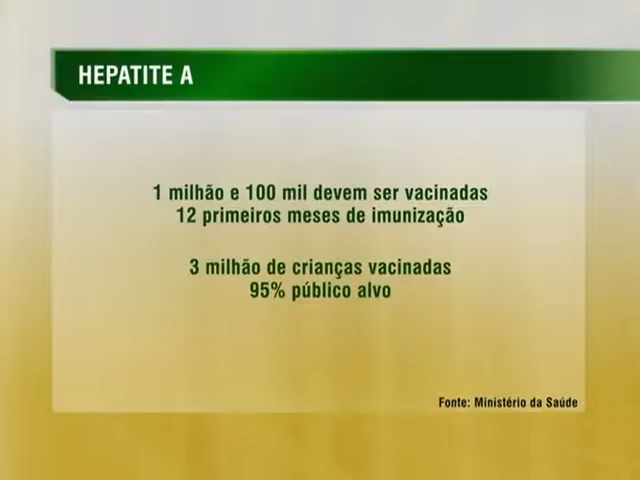 HEPATITE A
1 milhão e 100 mil devem ser vacinadas
12 primeiros meses de imunização
3 milhão de crianças vacinadas
95% público alvo
Fonte: Ministério da Saúde